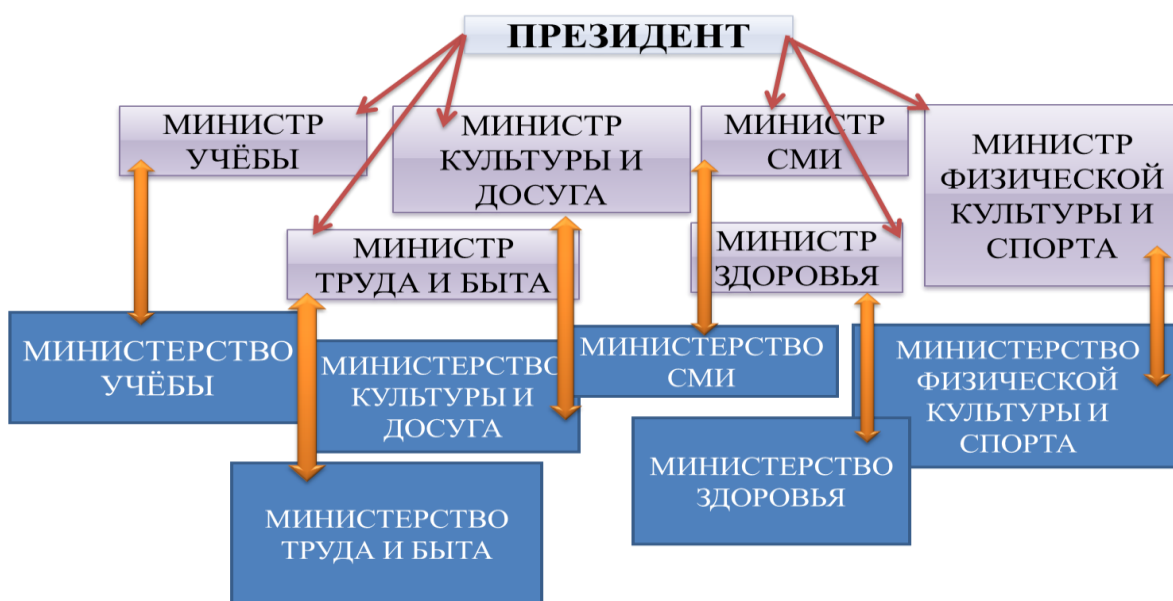 ПРЕЗИДЕНТ
МИНИСТР
УЧЁБЫ
МИНИСТР
КУЛЬТУРЫ И
ДОСУГА
МИНИСТР
СМИ
МИНИСТР
ФИЗИЧЕСКОЙ
КУЛЬТУРЫ И
СПОРТА
МИНИСТР
ТРУДА И БЫТА
МИНИСТР
ЗДОРОВЬЯ
МИНИСТЕРСТВО
УЧЁБЫ
МИНИСТЕРСТВО
КУЛЬТУРЫ И
ДОСУГА
МИНИСТЕРСТВО
СМИ
МИНИСТЕРСТВО
ФИЗИЧЕСКОЙ
КУЛЬТУРЫ И
СПОРТА
МИНИСТЕРСТВО
ТРУДА И БЫТА
МИНИСТЕРСТВО
ЗДОРОВЬЯ